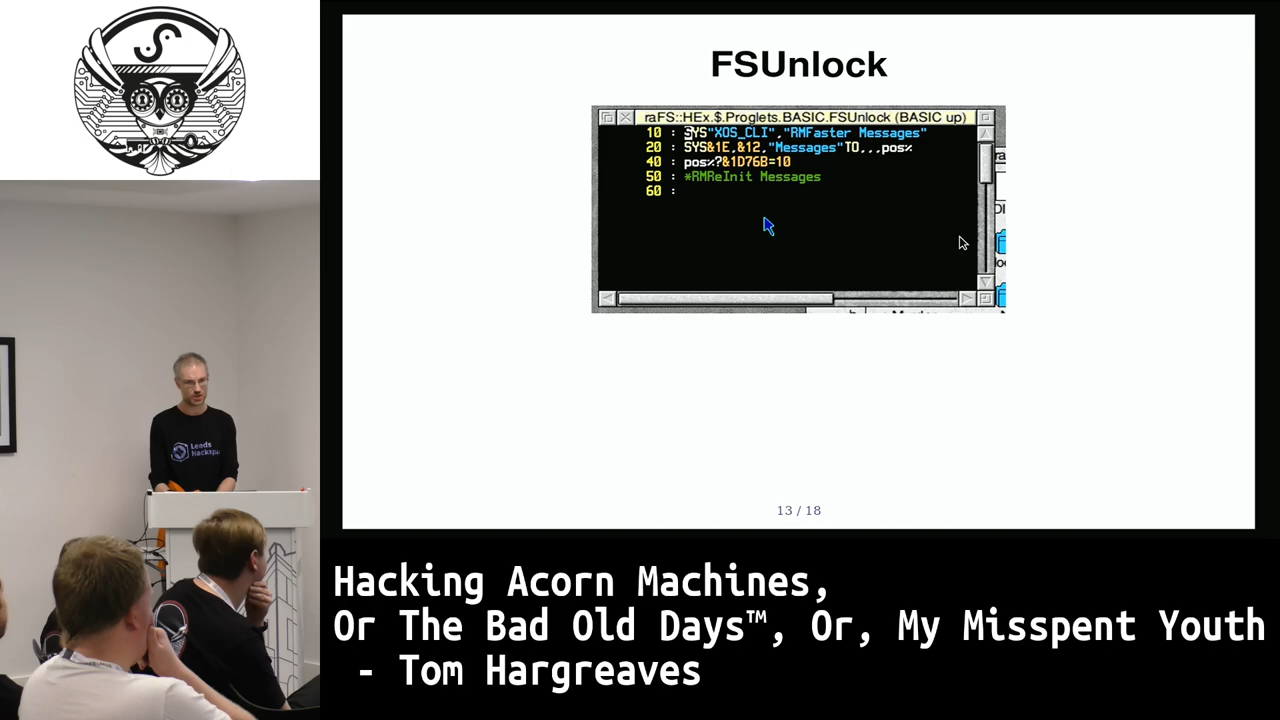 FSUnlock
raFS::HEx.$.Proglets.BASIC.FSUnlock (BASIC up)
10 : SYS"XOS_CLI","RMFaster Messages"
20 : SYS&1E,&12,"Messages"TO,,,pos%
40 : pos%?&1D76B=10
50 : *RMReInit Messages
60 :
13 / 18
Leeds
Hacking Acorn Machines,
Or The Bad Old Days™, Or, My Misspent Youth
- Tom Hargreaves